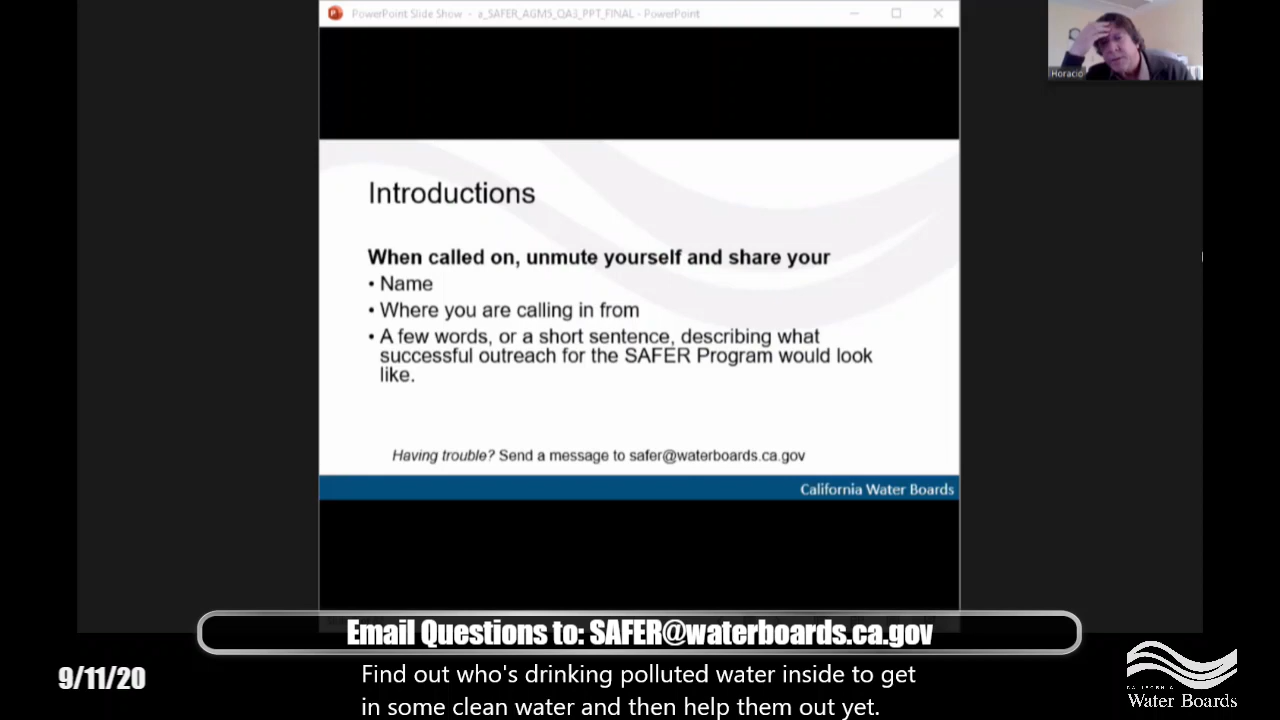 PowerPoint Slide Show - a_SAFER_AGM5_QA3_PPT_FINAL - PowerPoint
Horacio
Introductions
When called on, unmute yourself and share your
• Name
• Where you are calling in from
• A few words, or a short sentence, describing what
successful outreach for the SAFER Program would look
like.
Having trouble? Send a message to safer@waterboards.ca.gov
California Water Boards
Email Questions to: SAFER@waterboards.ca.gov
9/11/20
Find out who's drinking polluted water inside to get
in some clean water and then help them out yet.
CALIFORNIA
Water Boards